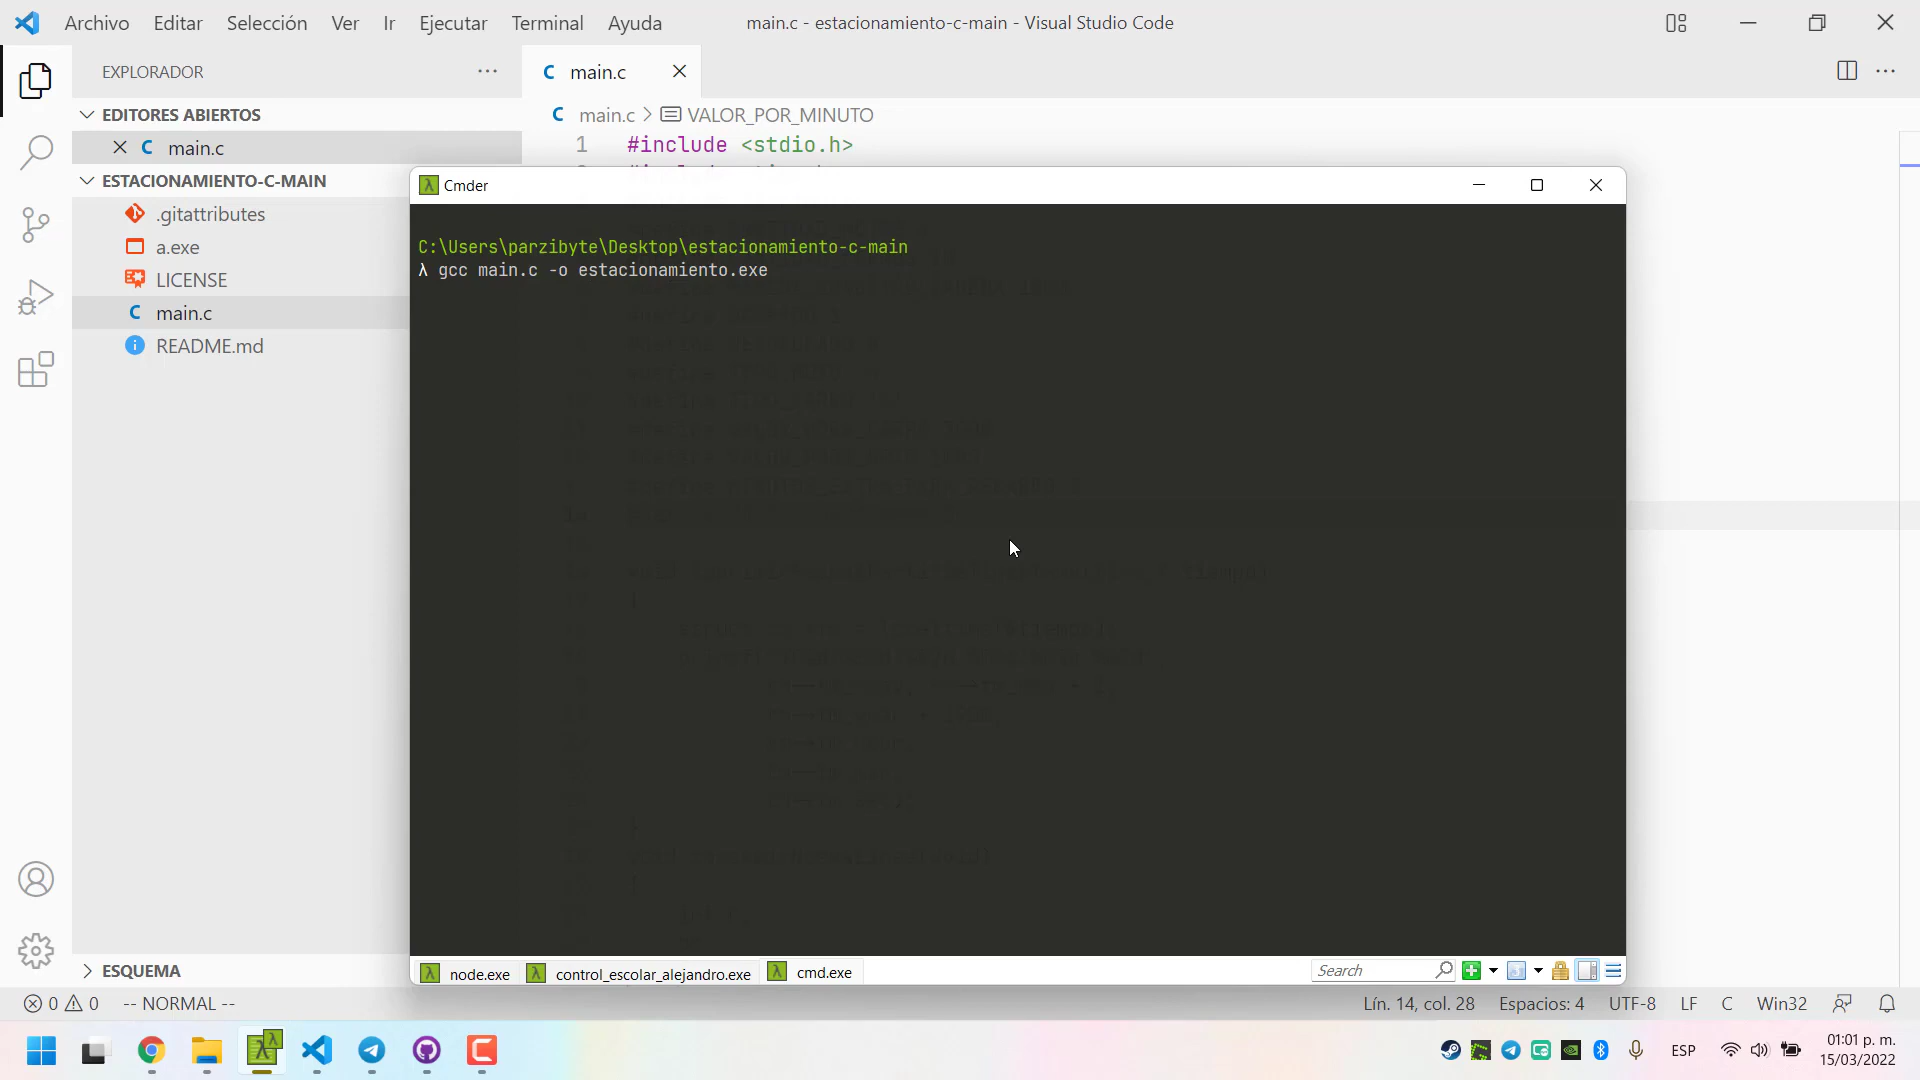 Archivo Editar Selección Ver Ir Ejecutar Terminal Ayuda main.c - estacionamiento-c-main - Visual Studio Code
EXPLORADOR
main.c
EDITORES ABIERTOS
main.c > VALOR_POR_MINUTO
main.c
1 #include <stdio.h>
ESTACIONAMIENTO-C-MAIN
Cmder
.gitattributes
a.exe
LICENSE
main.c
README.md
C:\Users\parzibyte\Desktop\estacionamiento-c-main
λ gcc main.c -o estacionamiento.exe
ESQUEMA
node.exe control_escolar_alejandro.exe cmd.exe Search
0 0 -- NORMAL -- Lín. 14, col. 28 Espacios: 4 UTF-8 LF C Win32
ESP 01:01 p. m.
15/03/2022